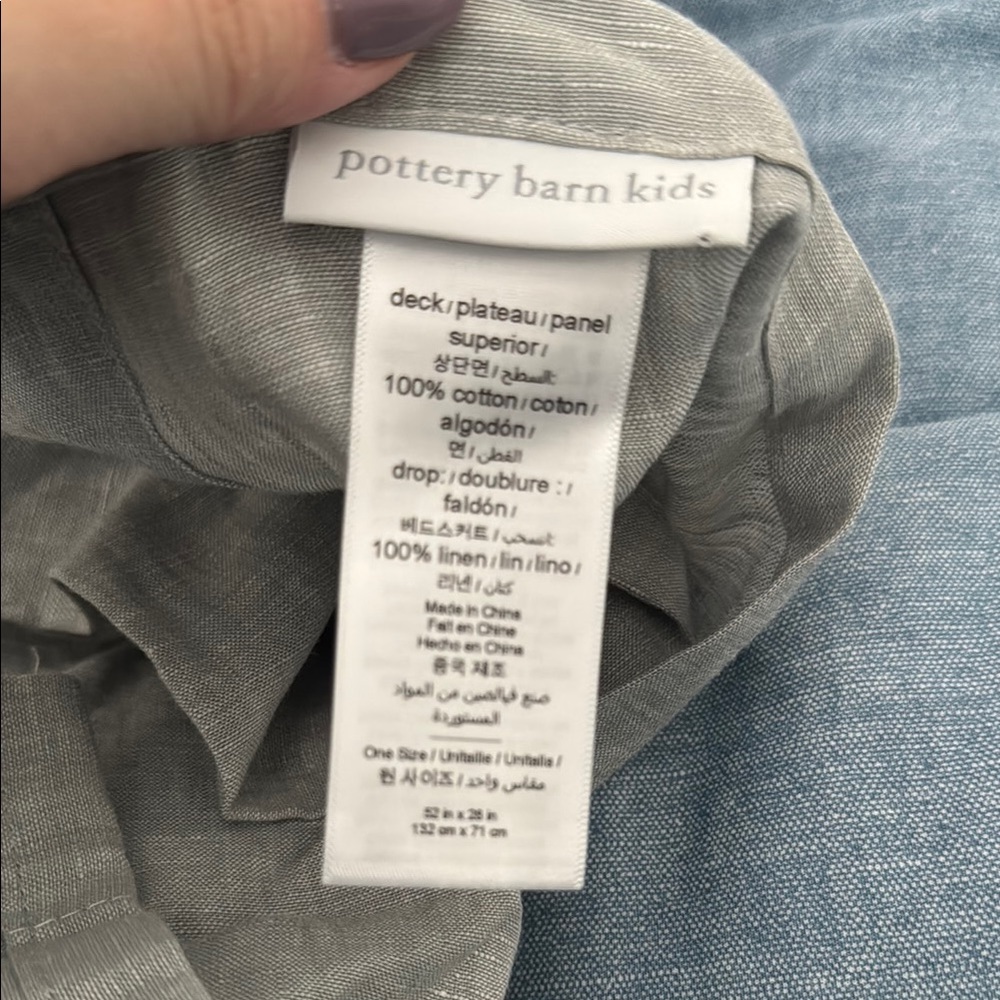 pottery barn kids
deck/plateau/panel
superior/
상단면/السطح:
100% cotton/coton/
algodón/
면/القطن
drop:/doublure :/
faldón/
베드스커트/
100% linen/lin/lino/
리넨/كتان
Made in China
Fait en Chine
Hecho en China
중국 제조
صنع في الصين من المواد
المستوردة
One Size / Unitaille / Unitalla /
원 사이즈/مقاس واحد
52 in x 28 in
132 cm x 71 cm